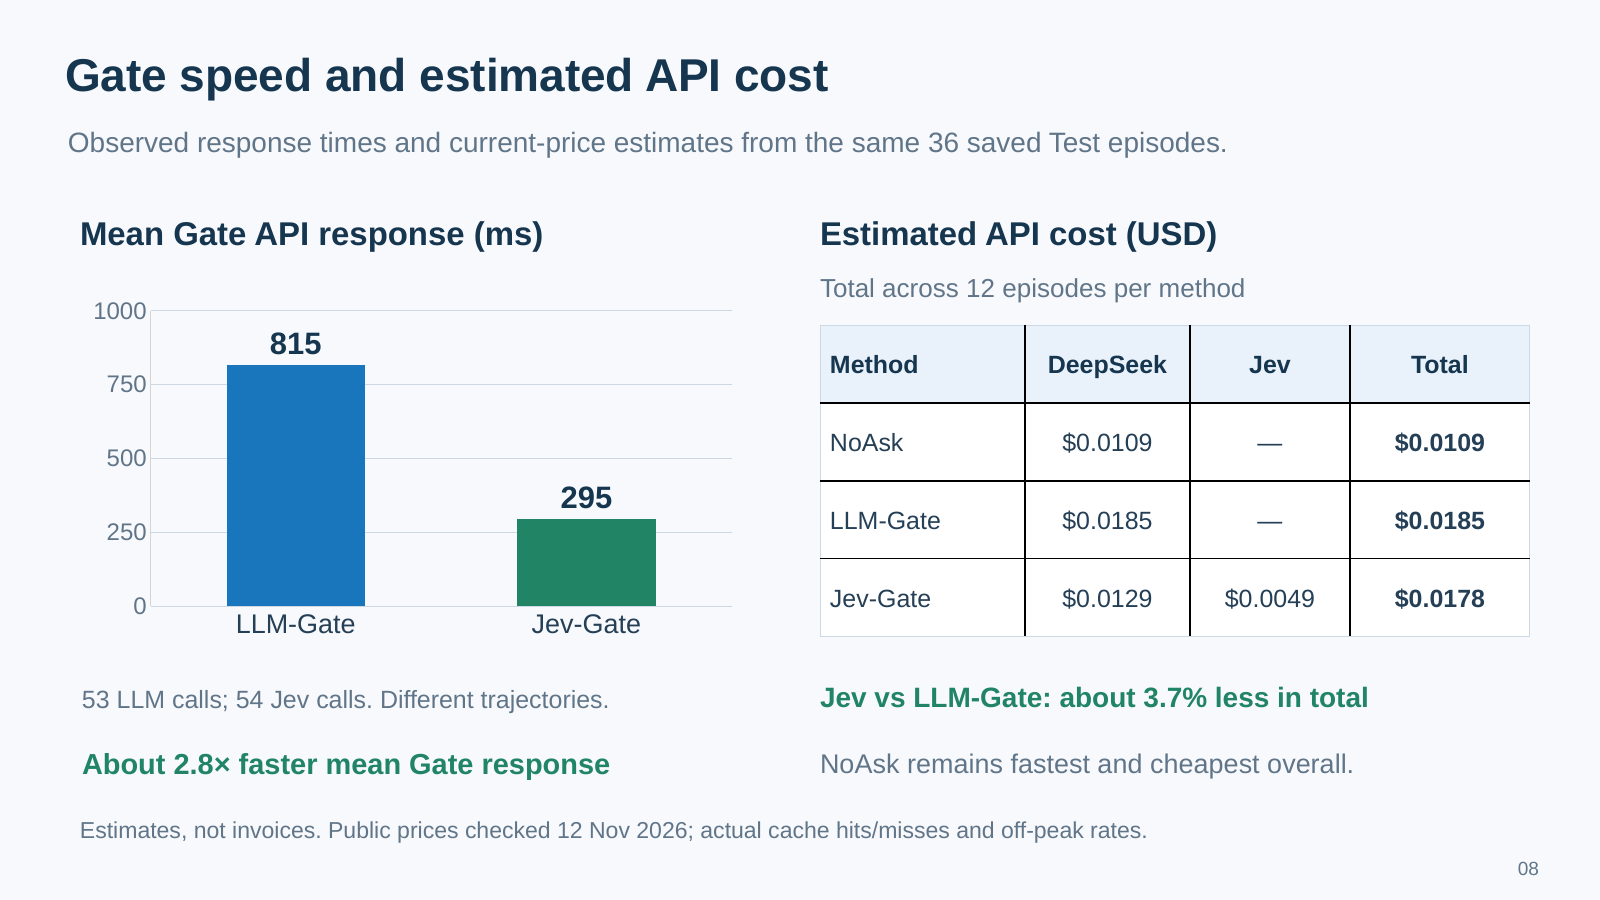 Gate speed and estimated API cost
Observed response times and current-price estimates from the same 36 saved Test episodes.
Mean Gate API response (ms)
1000
750
500
250
0
815
295
LLM-Gate
Jev-Gate
53 LLM calls; 54 Jev calls. Different trajectories.
About 2.8× faster mean Gate response
Estimated API cost (USD)
Total across 12 episodes per method
Method DeepSeek Jev Total
NoAsk $0.0109 — $0.0109
LLM-Gate $0.0185 — $0.0185
Jev-Gate $0.0129 $0.0049 $0.0178
Jev vs LLM-Gate: about 3.7% less in total
NoAsk remains fastest and cheapest overall.
Estimates, not invoices. Public prices checked 12 Nov 2026; actual cache hits/misses and off-peak rates.
08